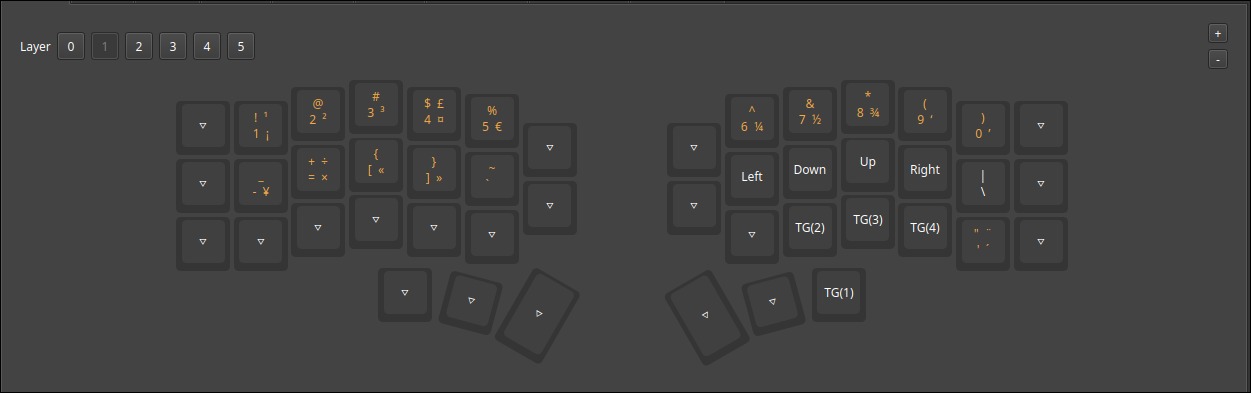 Layer 0 1 2 3 4 5
+
-
! ¹ @ # $ £ % ^ & * ( )
1 ¡ 2 ² 3 ³ 4 ¤ 5 € 6 ¼ 7 ½ 8 ¾ 9 ‘ 0 ’
_ + ÷ { } ~ Left Down Up Right |
- ¥ = × [ « ] » ` \
TG(2) TG(3) TG(4) " ¨
' ´
TG(1)